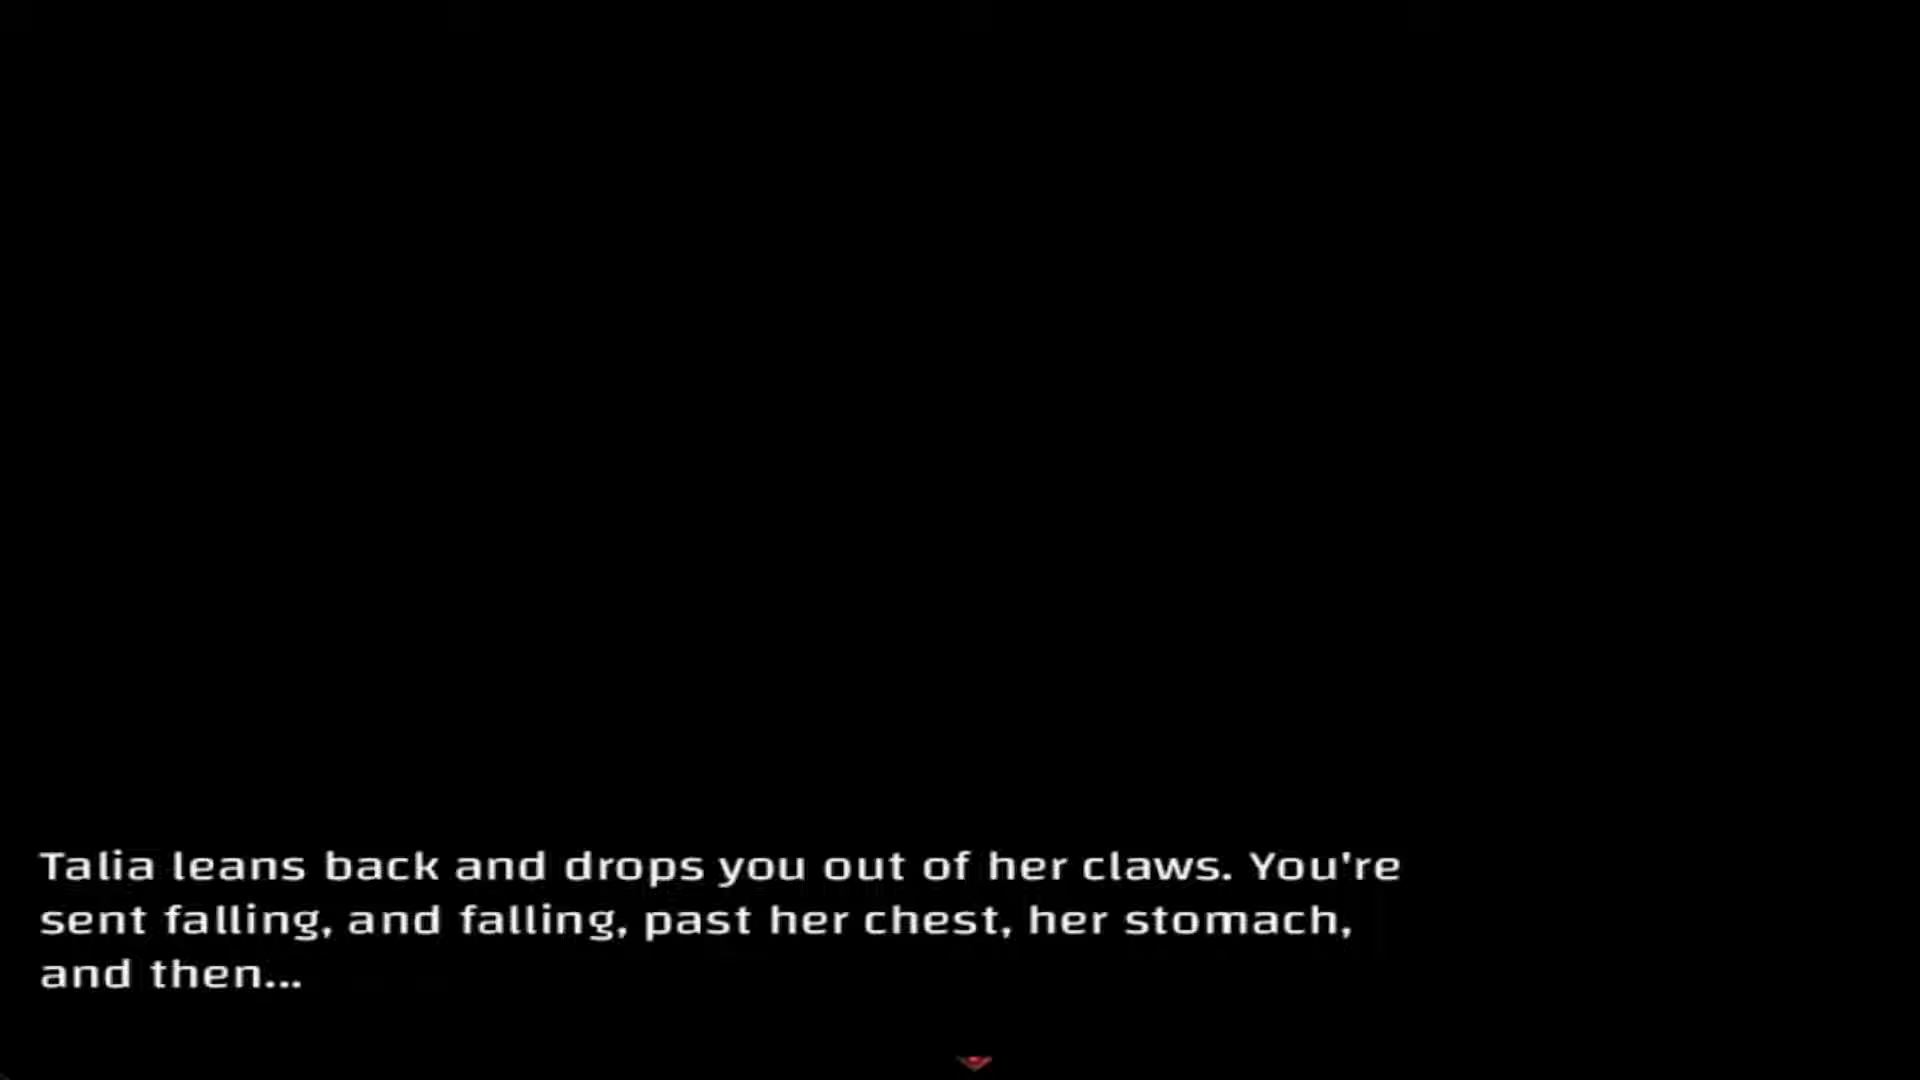 Talia leans back and drops you out of her claws. You're
sent falling, and falling, past her chest, her stomach,
and then...